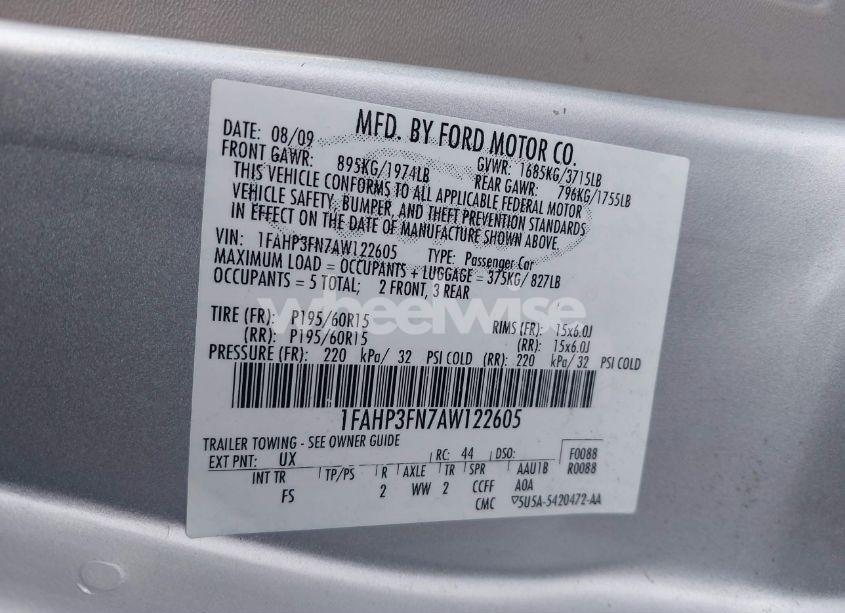 MFD. BY FORD MOTOR CO.
DATE: 08/09 GVWR: 1685KG/3715LB
FRONT GAWR: 895KG/1974LB REAR GAWR: 796KG/1755LB
THIS VEHICLE CONFORMS TO ALL APPLICABLE FEDERAL MOTOR
VEHICLE SAFETY, BUMPER, AND THEFT PREVENTION STANDARDS
IN EFFECT ON THE DATE OF MANUFACTURE SHOWN ABOVE.
VIN: 1FAHP3FN7AW122605 TYPE: Passenger Car
MAXIMUM LOAD = OCCUPANTS + LUGGAGE = 375KG/ 827LB
OCCUPANTS = 5 TOTAL; 2 FRONT, 3 REAR
wheelwise
TIRE (FR): P195/60R15 RIMS (FR): 15x6.0J
(RR): P195/60R15 (RR): 15x6.0J
PRESSURE (FR): 220 kPa/ 32 PSI COLD (RR): 220 kPa/ 32 PSI COLD
1FAHP3FN7AW122605
TRAILER TOWING - SEE OWNER GUIDE
EXT PNT: UX RC: 44 DSO: F0088
R0088
INT TR TP/PS R AXLE TR SPR AAU1B
FS 2 WW 2 CCFF A0A
CMC ▽5U5A-5420472-AA